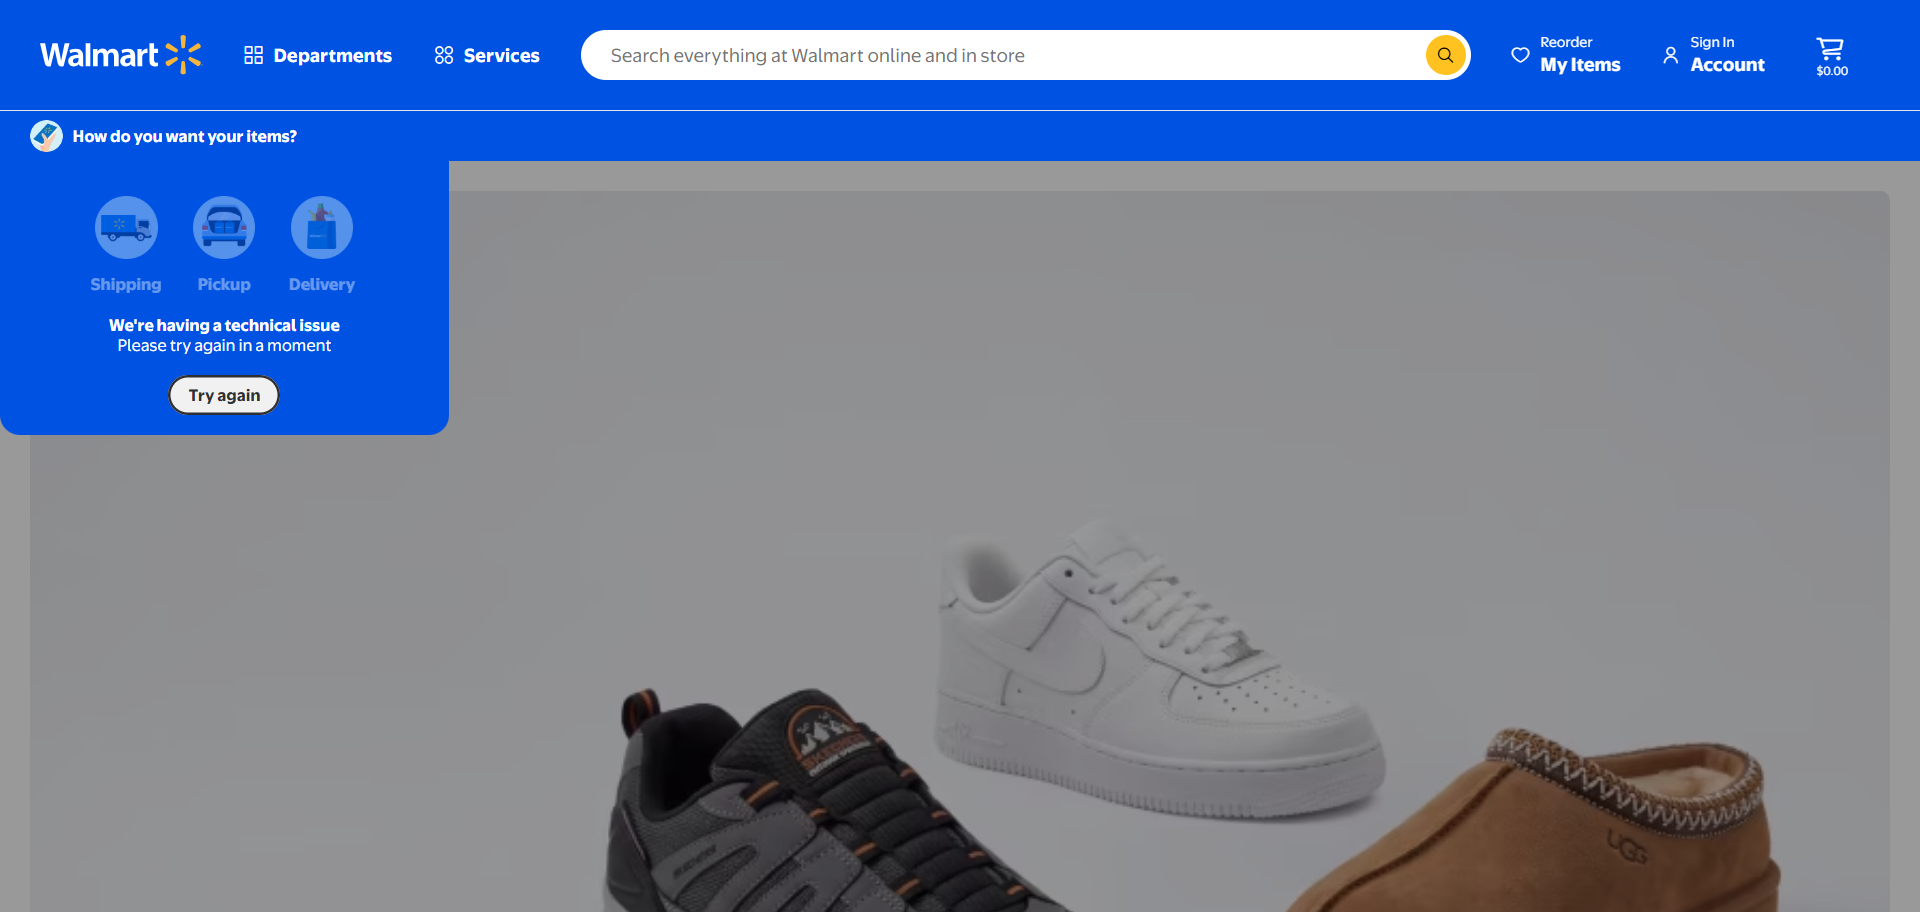 Walmart
Departments
Services
Search everything at Walmart online and in store
Reorder
My Items
Sign In
Account
$0.00
How do you want your items?
Shipping
Pickup
Delivery
We're having a technical issue
Please try again in a moment
Try again
UGG